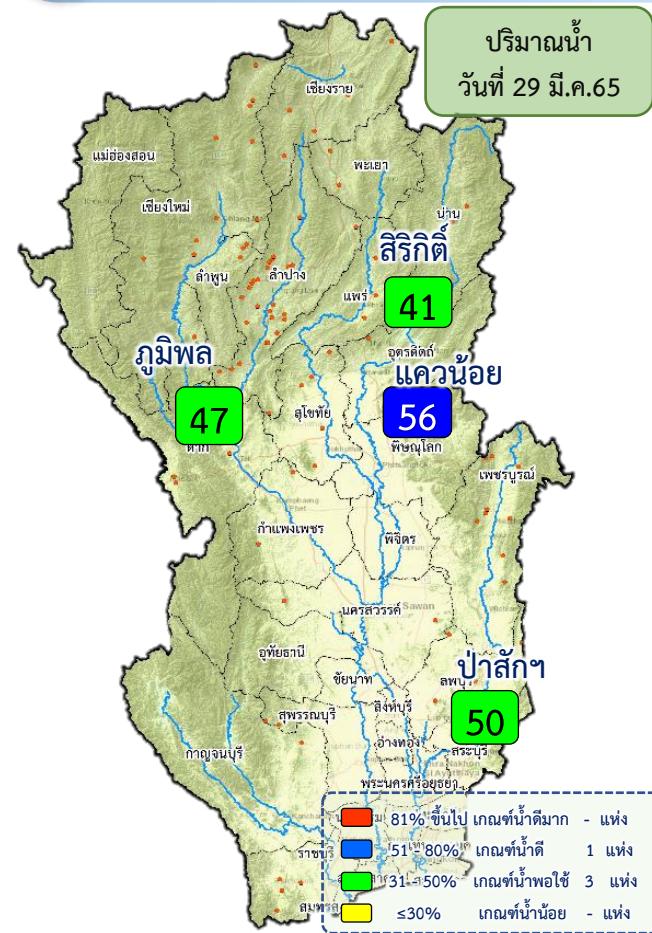 ปริมาณน้ำ
วันที่ 29 มี.ค.65
เชียงราย
แม่ฮ่องสอน
พะเยา
เชียงใหม่
น่าน
สิริกิติ์
ลำพูน
ลำปาง
แพร่
41
ภูมิพล
อุตรดิตถ์
แควน้อย
47
สุโขทัย
56
ตาก
พิษณุโลก
เพชรบูรณ์
กำแพงเพชร
พิจิตร
นครสวรรค์
Sawan
อุทัยธานี
ป่าสักฯ
ชัยนาท
ลพบุรี
สุพรรณบุรี
สิงห์บุรี
50
อ่างทอง
กาญจนบุรี
สระบุรี
พระนครศรีอยุธยา
81% ขึ้นไป เกณฑ์น้ำดีมาก - แห่ง
51 - 80% เกณฑ์น้ำดี 1 แห่ง
ราชบุรี
31 - 50% เกณฑ์น้ำพอใช้ 3 แห่ง
≤30% เกณฑ์น้ำน้อย - แห่ง